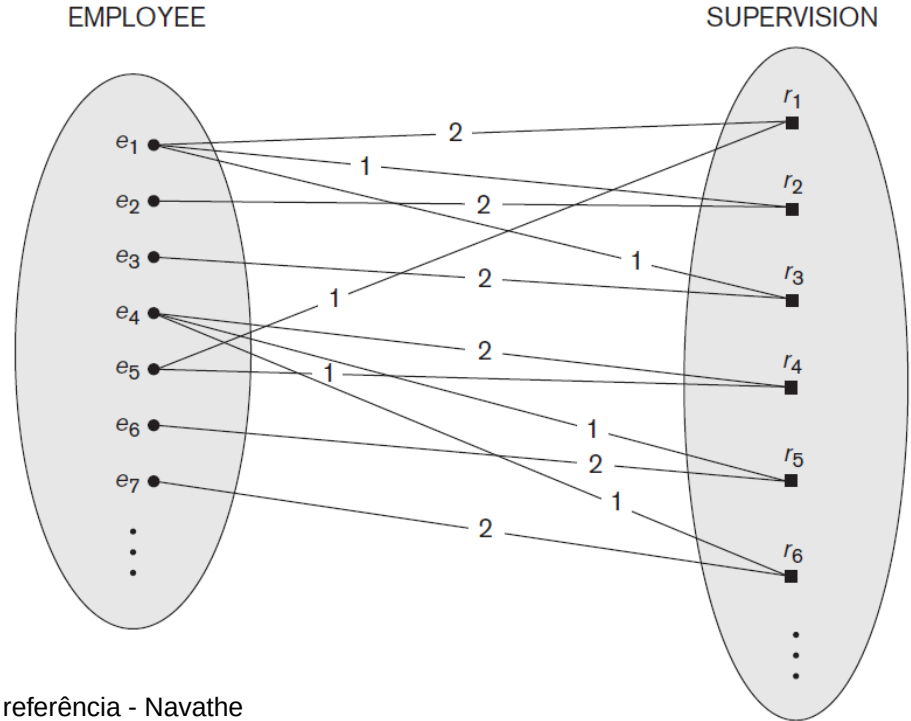 EMPLOYEE
SUPERVISION
e1
e2
e3
e4
e5
e6
e7
2
1
2
1
2
1
2
1
1
2
1
2
r1
r2
r3
r4
r5
r6
referência - Navathe